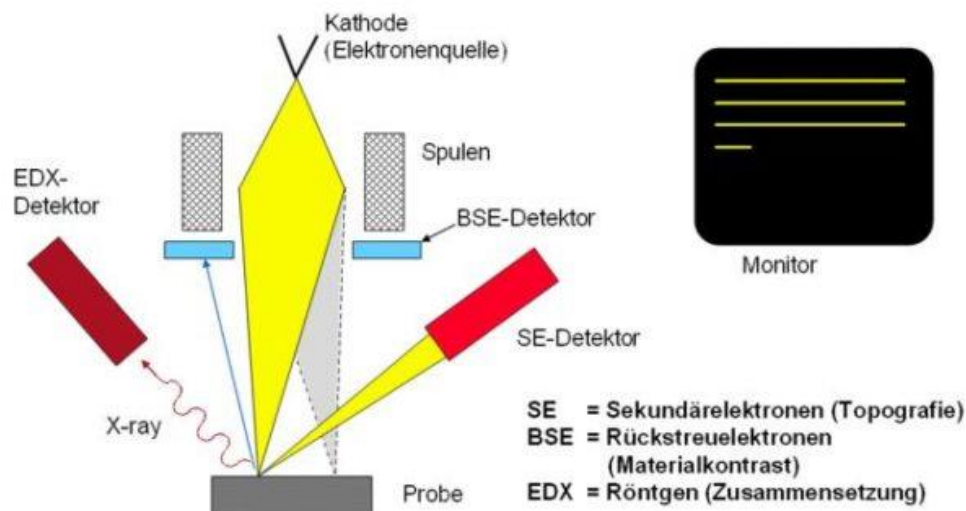 Kathode
(Elektronenquelle)
Spulen
EDX-
Detektor
BSE-Detektor
Monitor
SE-Detektor
X-ray
Probe
SE = Sekundärelektronen (Topografie)
BSE = Rückstreuelektronen
(Materialkontrast)
EDX = Röntgen (Zusammensetzung)